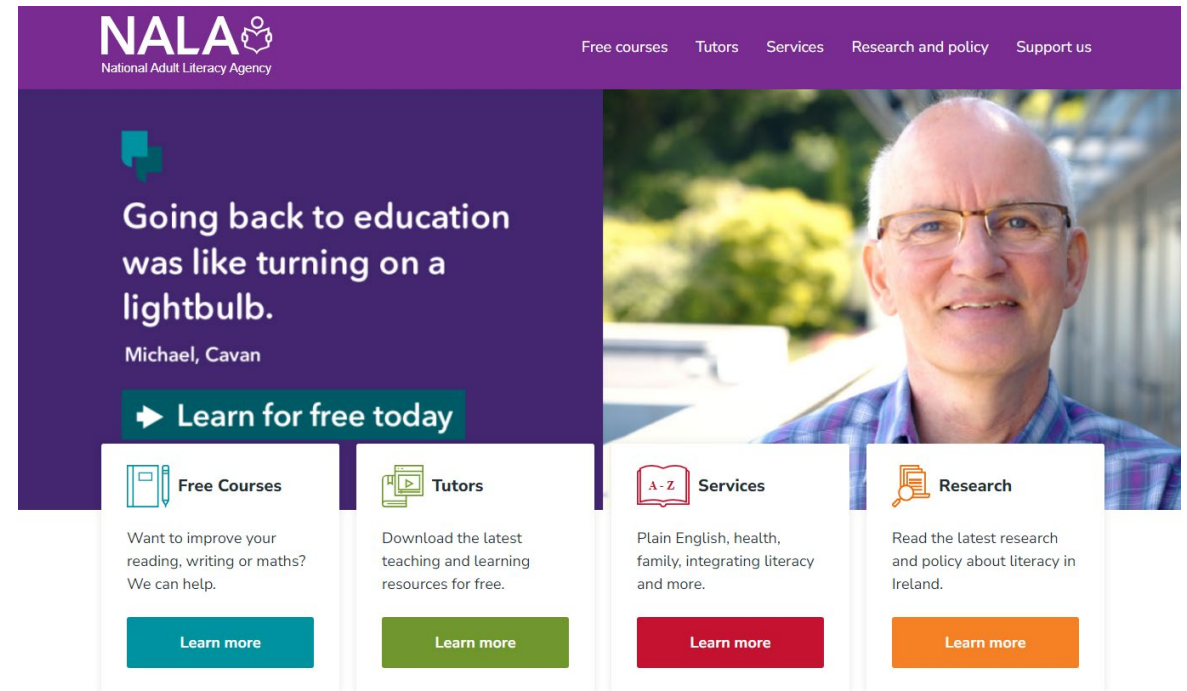 NALA
National Adult Literacy Agency
Free courses Tutors Services Research and policy Support us
Going back to education
was like turning on a
lightbulb.
Michael, Cavan
Learn for free today
Free Courses
Want to improve your
reading, writing or maths?
We can help.
Learn more
Tutors
Download the latest
teaching and learning
resources for free.
Learn more
A - Z
Services
Plain English, health,
family, integrating literacy
and more.
Learn more
Research
Read the latest research
and policy about literacy in
Ireland.
Learn more